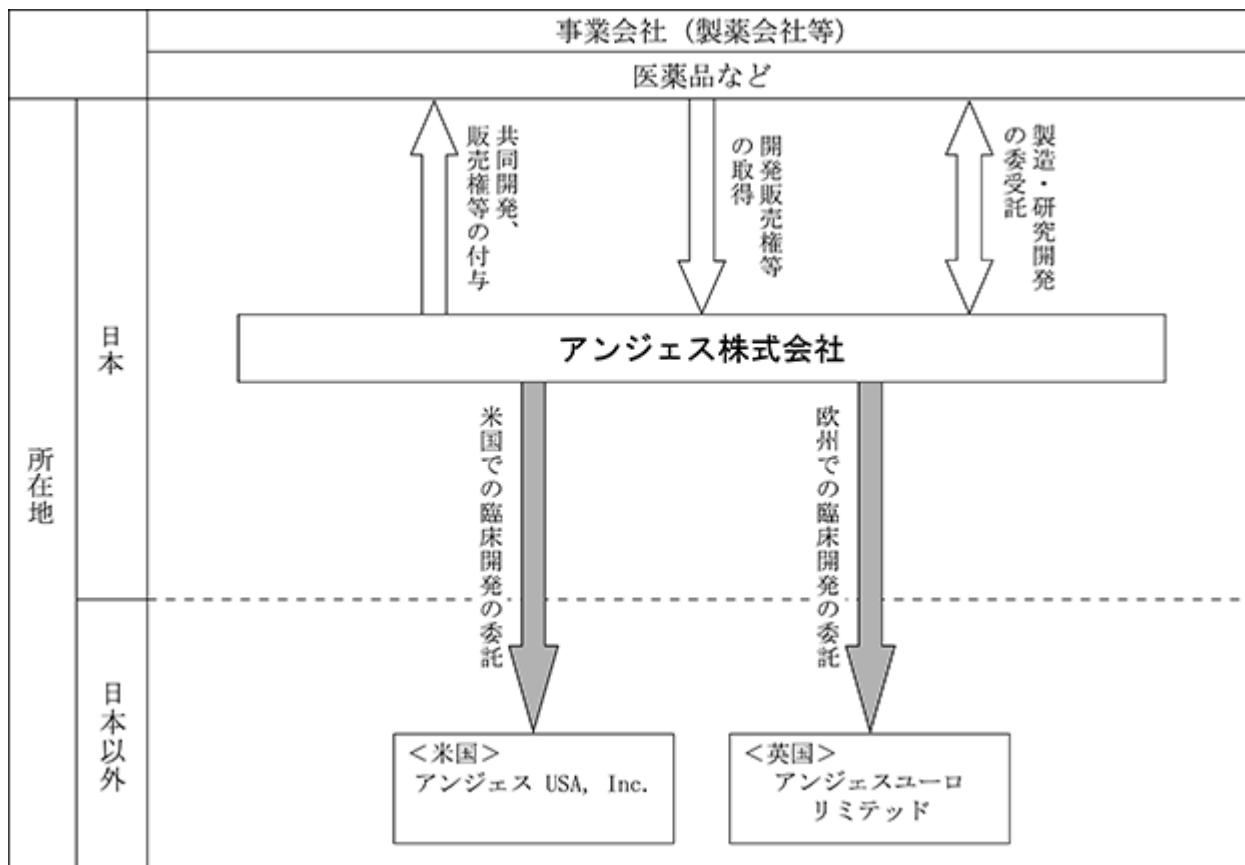 事業会社（製薬会社等）
医薬品など
所在地
日本
共同開発、
販売権等の付与
開発販売権等
の取得
製造・研究開発
の委受託
アンジェス株式会社
米国での臨床開発の委託
欧州での臨床開発の委託
日本以外
＜米国＞
アンジェス USA, Inc.
＜英国＞
アンジェスユーロ
リミテッド